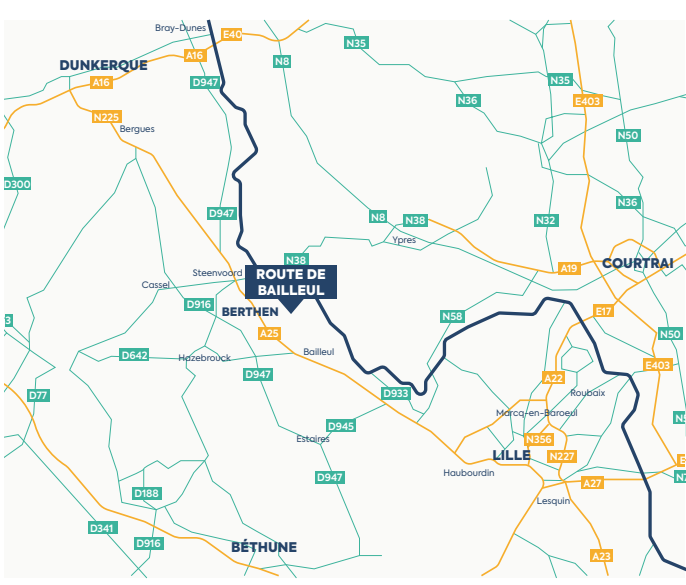 Bray-Dunes
E40
N35
A16
N8
DUNKERQUE
A16
D947
N35
N36
E403
N225
Bergues
N50
D300
N36
D947
N8
N38
N32
Ypres
N38
COURTRAI
A19
Steenvoord
ROUTE DE
BAILLEUL
Cassel
D916
BERTHEN
E17
N58
3
A25
N50
D642
Hazebrouck
Bailleul
E403
D947
A22
D77
D933
Roubaix
Marcq-en-Barœul
D945
Estaires
N356
LILLE
N227
D947
Haubourdin
A27
D188
Lesquin
D341
D916
BÉTHUNE
A23